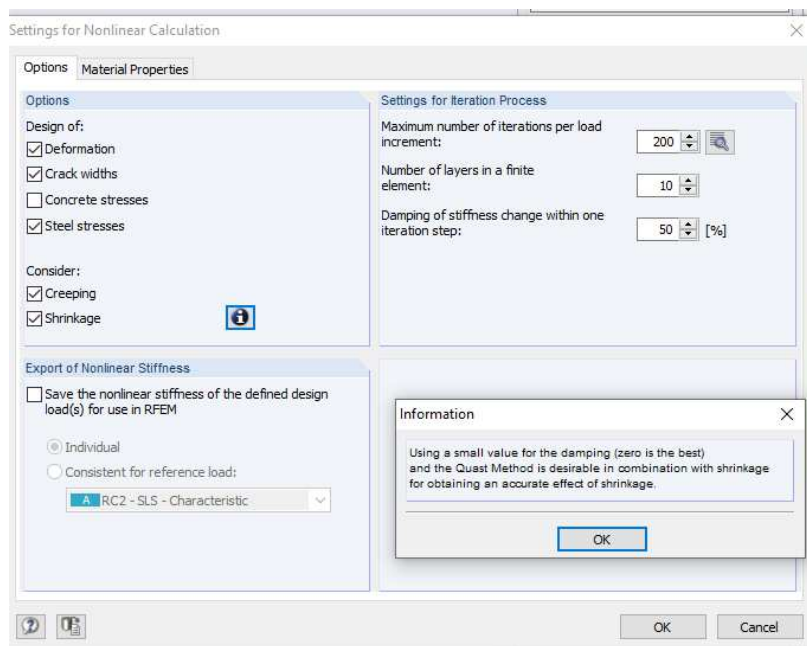 Settings for Nonlinear Calculation
Options
Material Properties
Options
Design of:
Deformation
Crack widths
Concrete stresses
Steel stresses
Consider:
Creeping
Shrinkage
Settings for Iteration Process
Maximum number of iterations per load
increment:
200
Number of layers in a finite
element:
10
Damping of stiffness change within one
iteration step:
50 [%]
Export of Nonlinear Stiffness
Save the nonlinear stiffness of the defined design
load(s) for use in RFEM
Individual
Consistent for reference load:
A RC2 - SLS - Characteristic
Information
Using a small value for the damping (zero is the best)
and the Quast Method is desirable in combination with shrinkage
for obtaining an accurate effect of shrinkage.
OK
OK Cancel